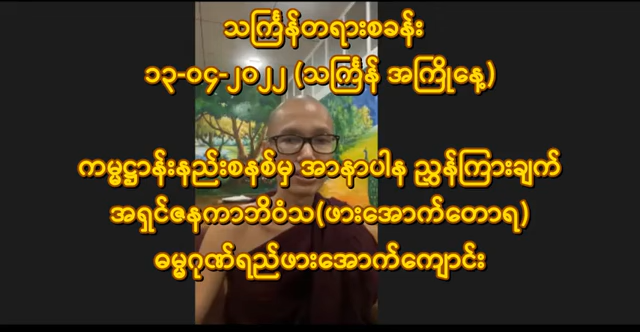 သင်္ကြန်တရားစခန်း
၁၃-၀၄-၂၀၂၂ (သင်္ကြန် အကြိုနေ့)
ကမ္မဋ္ဌာန်းနည်းစနစ်မှ အာနာပါန ညွှန်ကြားချက်
အရှင်ဇနကာဘိဝံသ(ဖားအောက်တောရ)
ဓမ္မဂုဏ်ရည်ဖားအောက်ကျောင်း